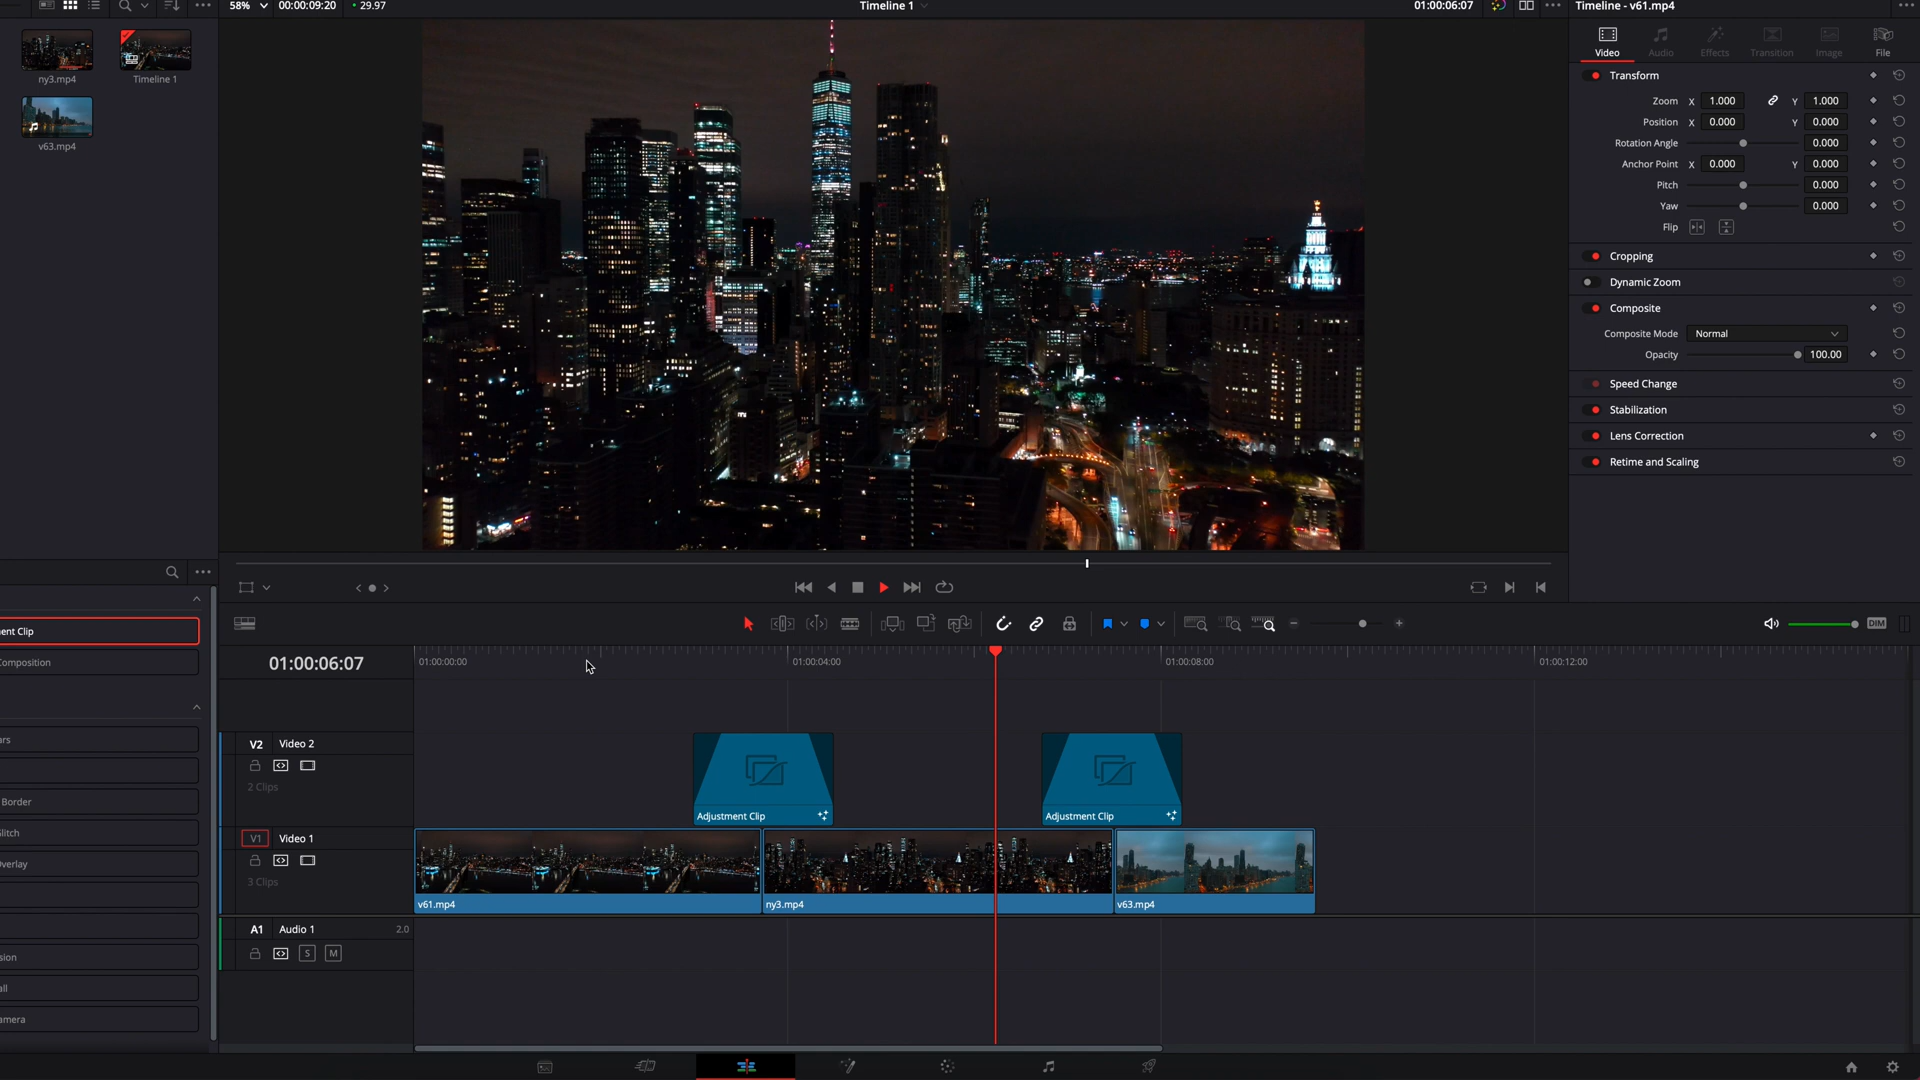 58%
00:00:09:20
29.97
Timeline 1
01:00:06:07
Timeline - v61.mp4
ny3.mp4
Timeline 1
v63.mp4
Video
Audio
Effects
Transition
Image
File
Transform
Zoom X 1.000 Y 1.000
Position X 0.000 Y 0.000
Rotation Angle 0.000
Anchor Point X 0.000 Y 0.000
Pitch 0.000
Yaw 0.000
Flip
Cropping
Dynamic Zoom
Composite
Composite Mode Normal
Opacity 100.00
Speed Change
Stabilization
Lens Correction
Retime and Scaling
ent Clip
Composition
ars
Border
litch
verlay
sion
all
amera
DIM
01:00:06:07
01:00:00:00
01:00:04:00
01:00:08:00
01:00:12:00
V2 Video 2
2 Clips
Adjustment Clip
Adjustment Clip
V1 Video 1
3 Clips
v61.mp4
ny3.mp4
v63.mp4
A1 Audio 1 2.0
S M